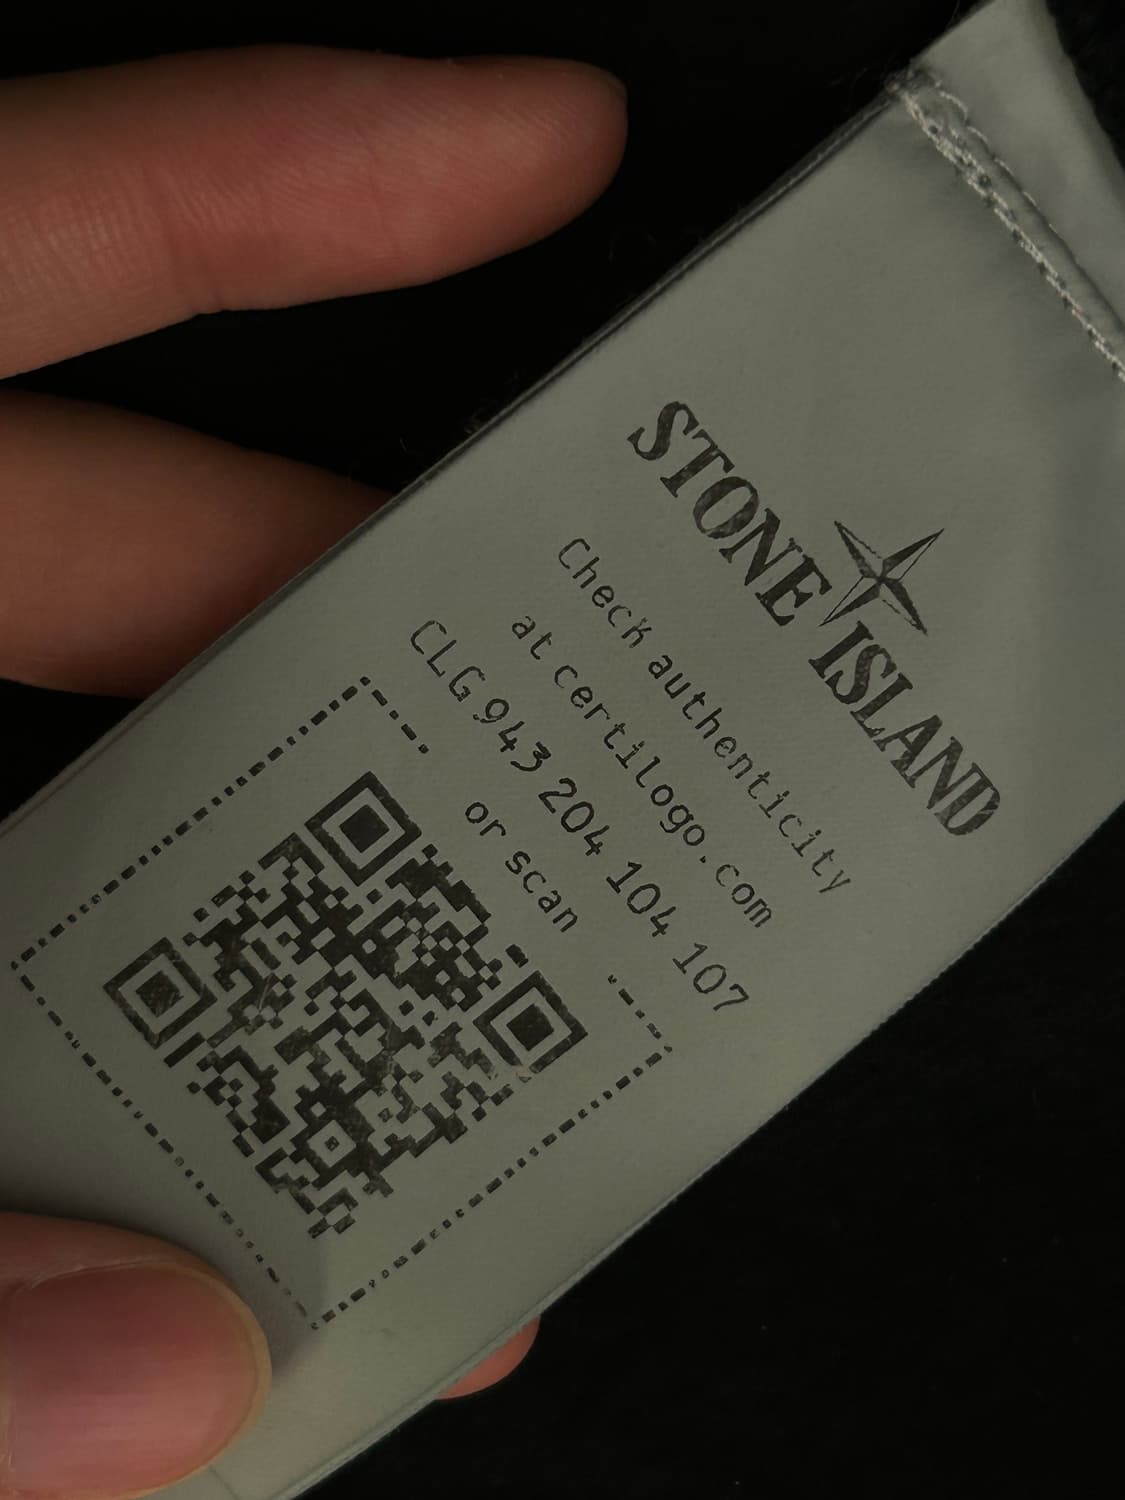 STONE ISLAND
Check authenticity
at certilogo.com
CLG 943 204 104 107
or scan